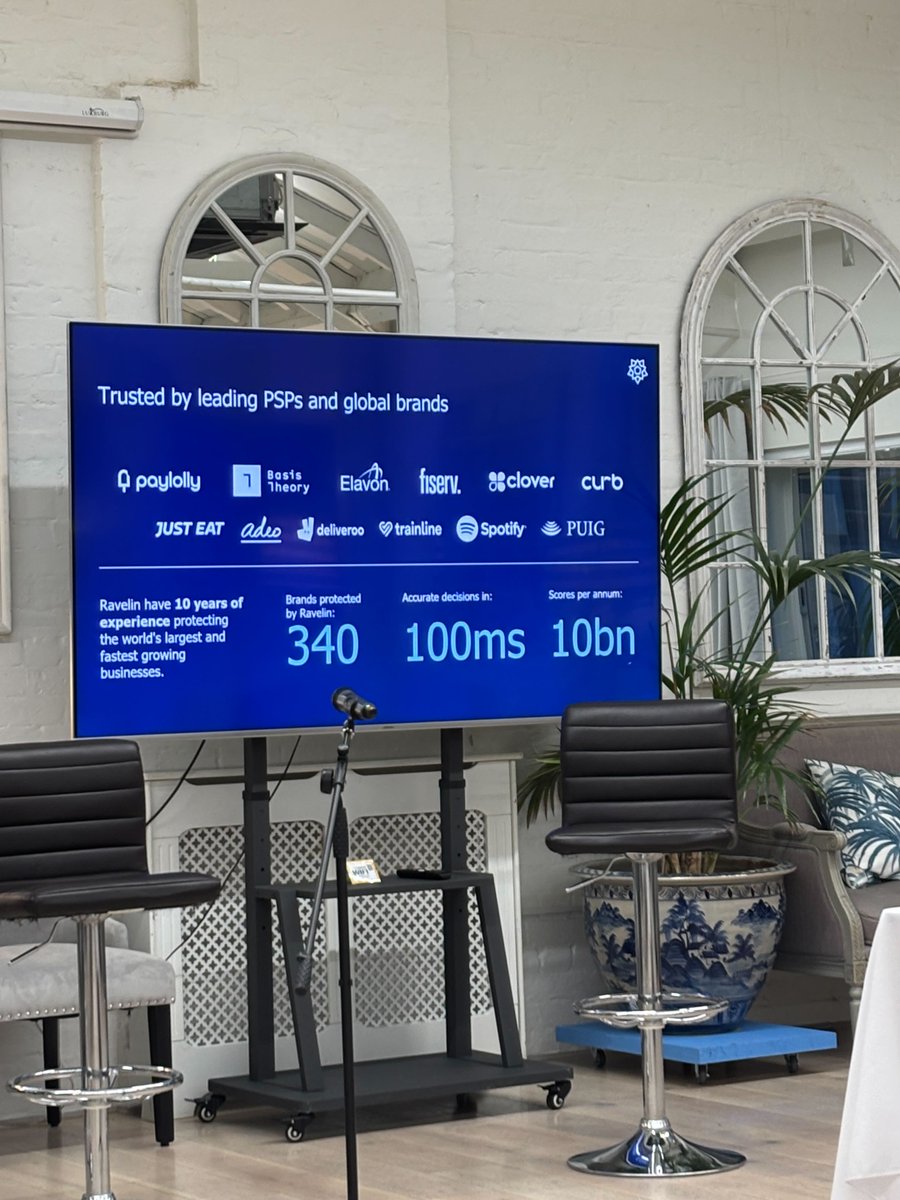 LUXBURG
Trusted by leading PSPs and global brands
paylolly
Basis
Theory
Elavon
fiserv.
clover
curb
JUST EAT
adeo
deliveroo
trainline
Spotify
PUIG
Ravelin have 10 years of
experience protecting
the world's largest and
fastest growing
businesses.
Brands protected
by Ravelin:
340
Accurate decisions in:
100ms
Scores per annum:
10bn
WIFI